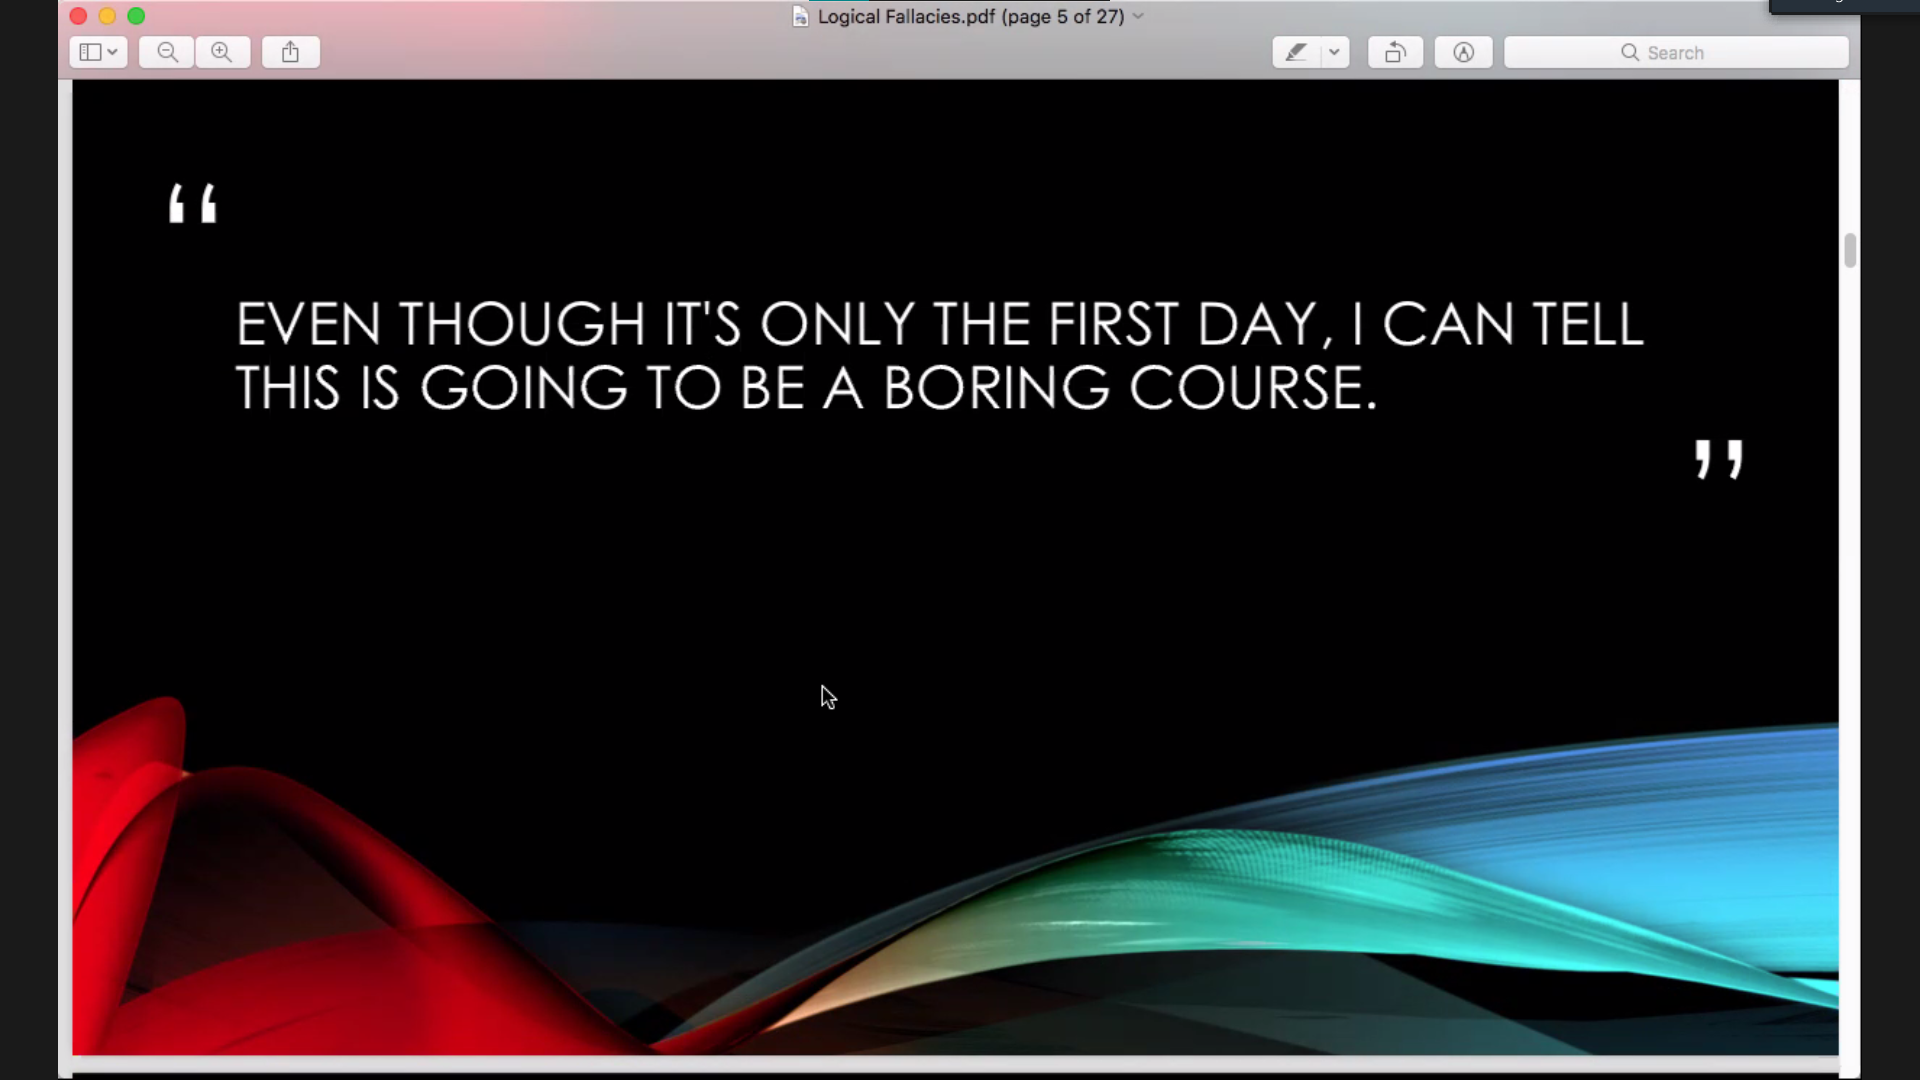 Logical Fallacies.pdf (page 5 of 27)
Search
“
EVEN THOUGH IT'S ONLY THE FIRST DAY, I CAN TELL
THIS IS GOING TO BE A BORING COURSE.
”